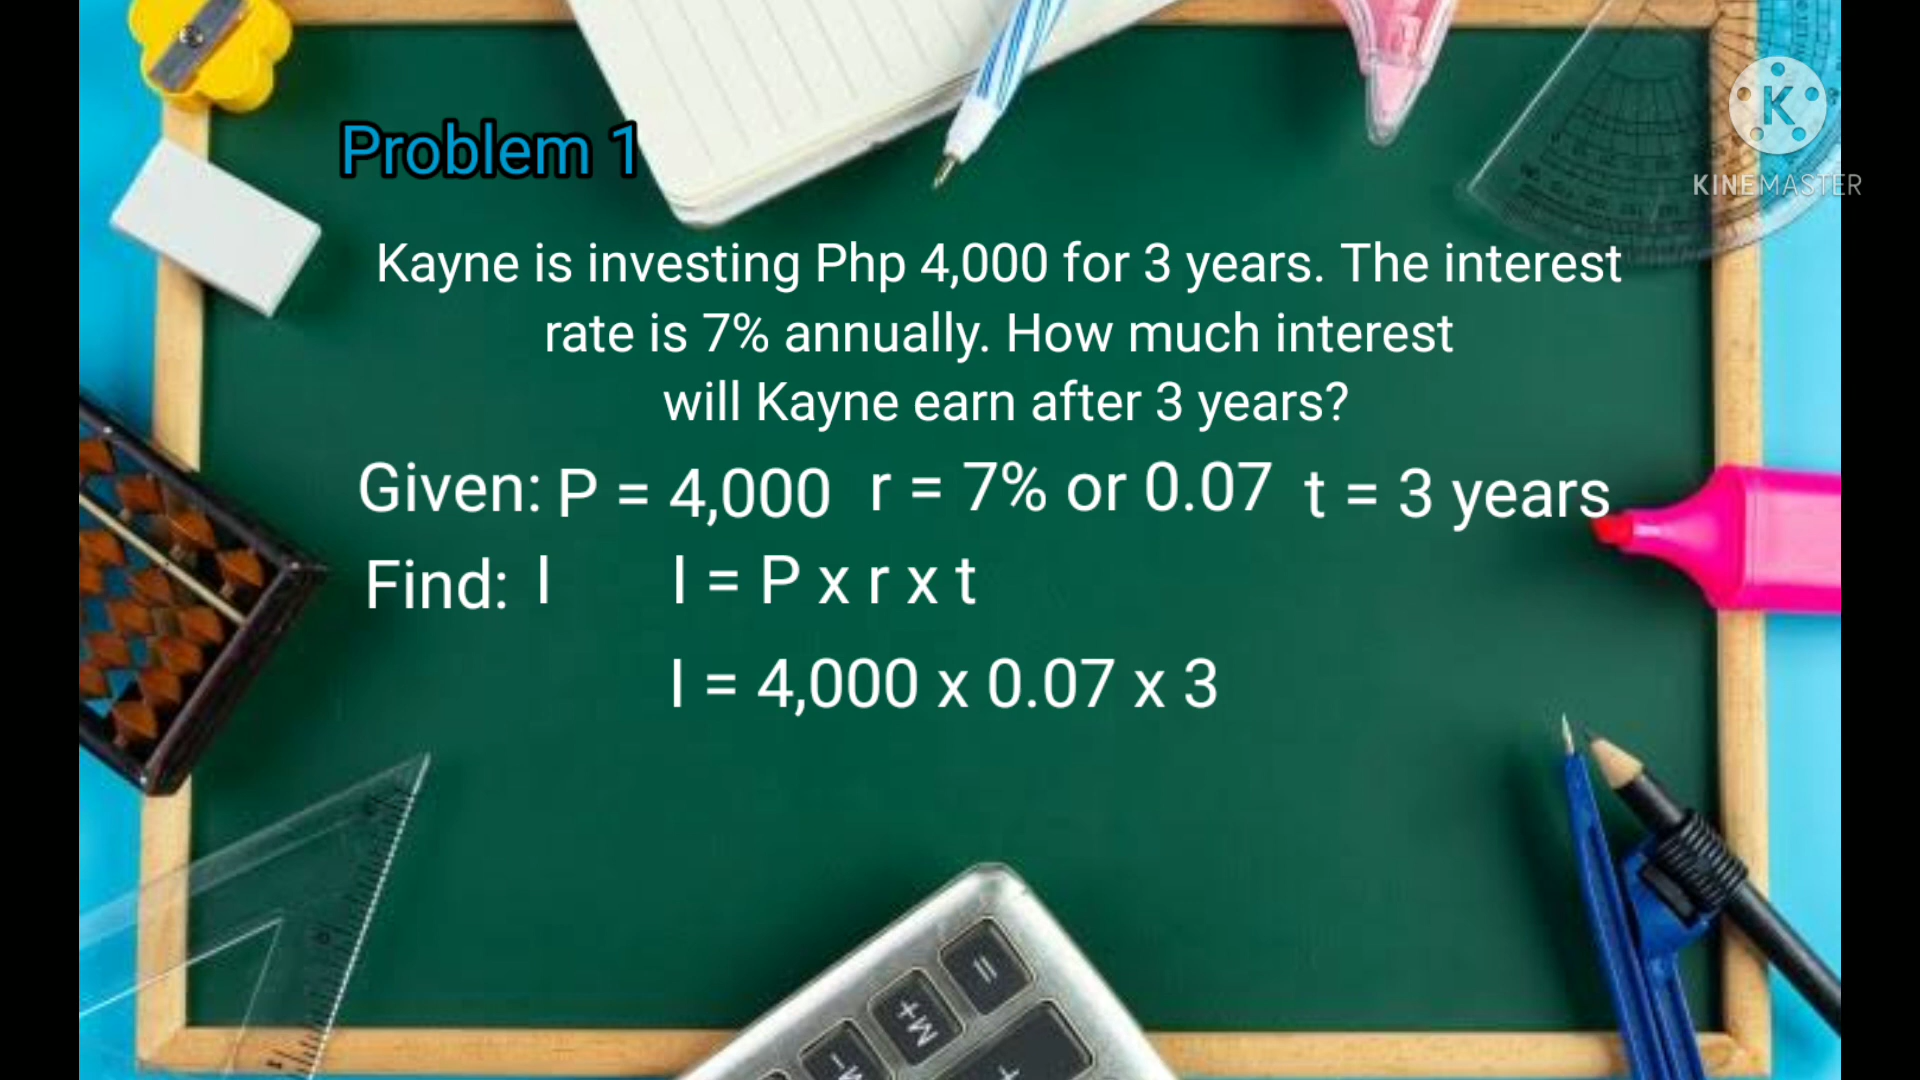 K
KINEMASTER
Problem 1
Kayne is investing Php 4,000 for 3 years. The interest
rate is 7% annually. How much interest
will Kayne earn after 3 years?
Given: P = 4,000 r = 7% or 0.07 t = 3 years
Find: I I = P x r x t
I = 4,000 x 0.07 x 3
=
M+
M-
+